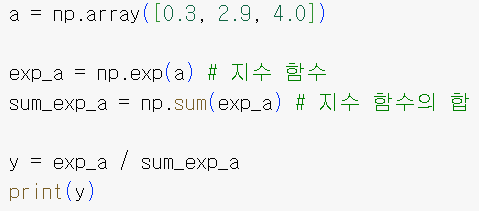 a = np.array([0.3, 2.9, 4.0])
exp_a = np.exp(a) # 지수 함수
sum_exp_a = np.sum(exp_a) # 지수 함수의 합
y = exp_a / sum_exp_a
print(y)